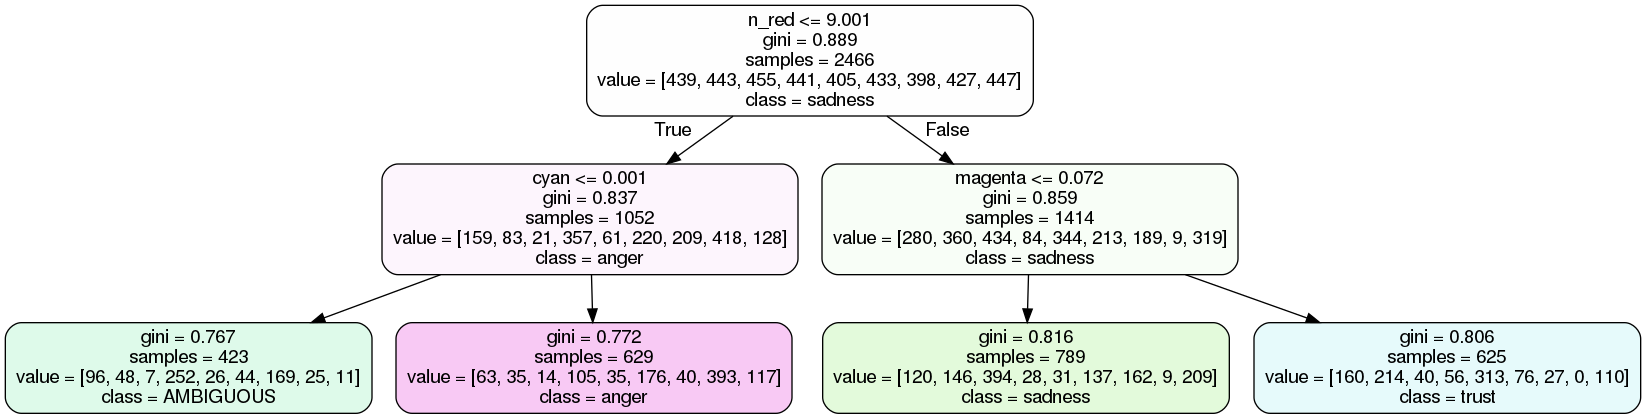 n_red <= 9.001
gini = 0.889
samples = 2466
value = [439, 443, 455, 441, 405, 433, 398, 427, 447]
class = sadness
True
False
cyan <= 0.001
gini = 0.837
samples = 1052
value = [159, 83, 21, 357, 61, 220, 209, 418, 128]
class = anger
magenta <= 0.072
gini = 0.859
samples = 1414
value = [280, 360, 434, 84, 344, 213, 189, 9, 319]
class = sadness
gini = 0.767
samples = 423
value = [96, 48, 7, 252, 26, 44, 169, 25, 11]
class = AMBIGUOUS
gini = 0.772
samples = 629
value = [63, 35, 14, 105, 35, 176, 40, 393, 117]
class = anger
gini = 0.816
samples = 789
value = [120, 146, 394, 28, 31, 137, 162, 9, 209]
class = sadness
gini = 0.806
samples = 625
value = [160, 214, 40, 56, 313, 76, 27, 0, 110]
class = trust